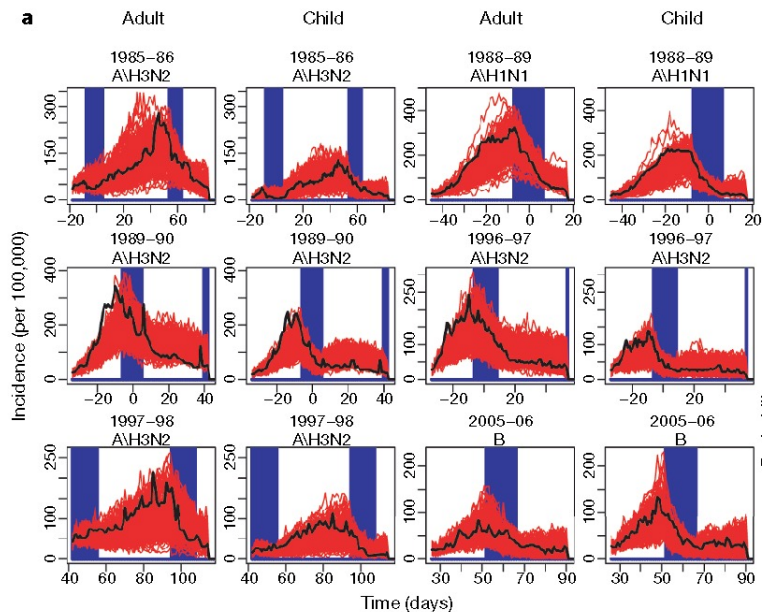 a
Adult Child Adult Child
1985–86 1985–86 1988–89 1988–89
A\H3N2 A\H3N2 A\H1N1 A\H1N1
350 350 400 400
150 150 200 200
0 0 0 0
−20 20 60 −20 20 60 −40 −20 0 20 −40 −20 0 20
1989–90 1989–90 1996–97 1996–97
A\H3N2 A\H3N2 A\H3N2 A\H3N2
400 400 250 250
200 200 100 100
0 0 0 0
−20 0 20 40 −20 0 20 40 −20 20 −20 20
1997–98 1997–98 2005–06 2005–06
A\H3N2 A\H3N2 B B
250 250 200 200
100 100 100 100
0 0 0 0
40 60 80 100 40 60 80 100 30 50 70 90 30 50 70 90
Incidence (per 100,000)
Time (days)